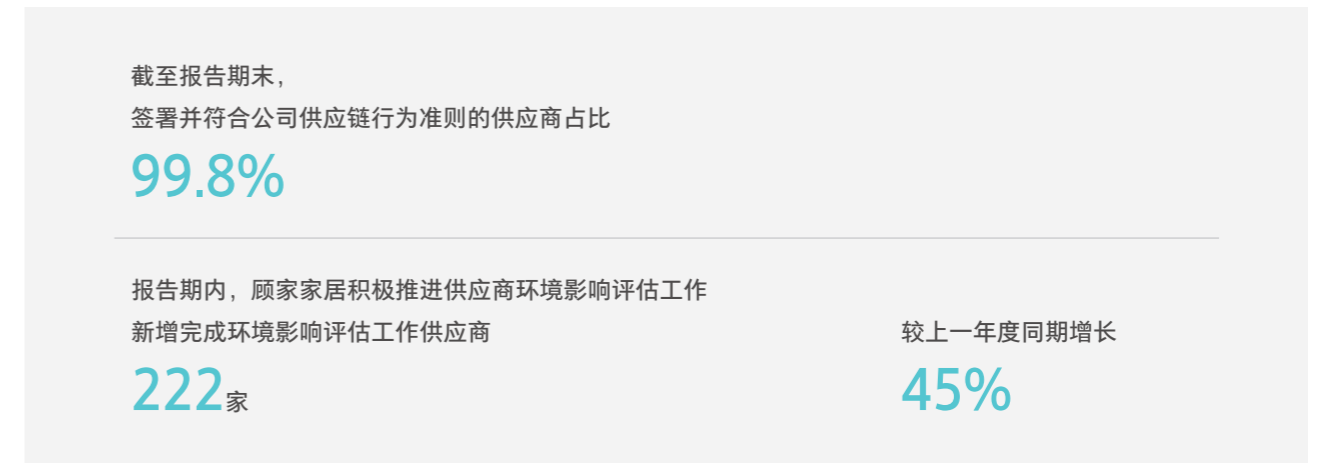 截至报告期末，
签署并符合公司供应链行为准则的供应商占比
99.8%
报告期内，顾家家居积极推进供应商环境影响评估工作
新增完成环境影响评估工作供应商
222家
较上一年度同期增长
45%